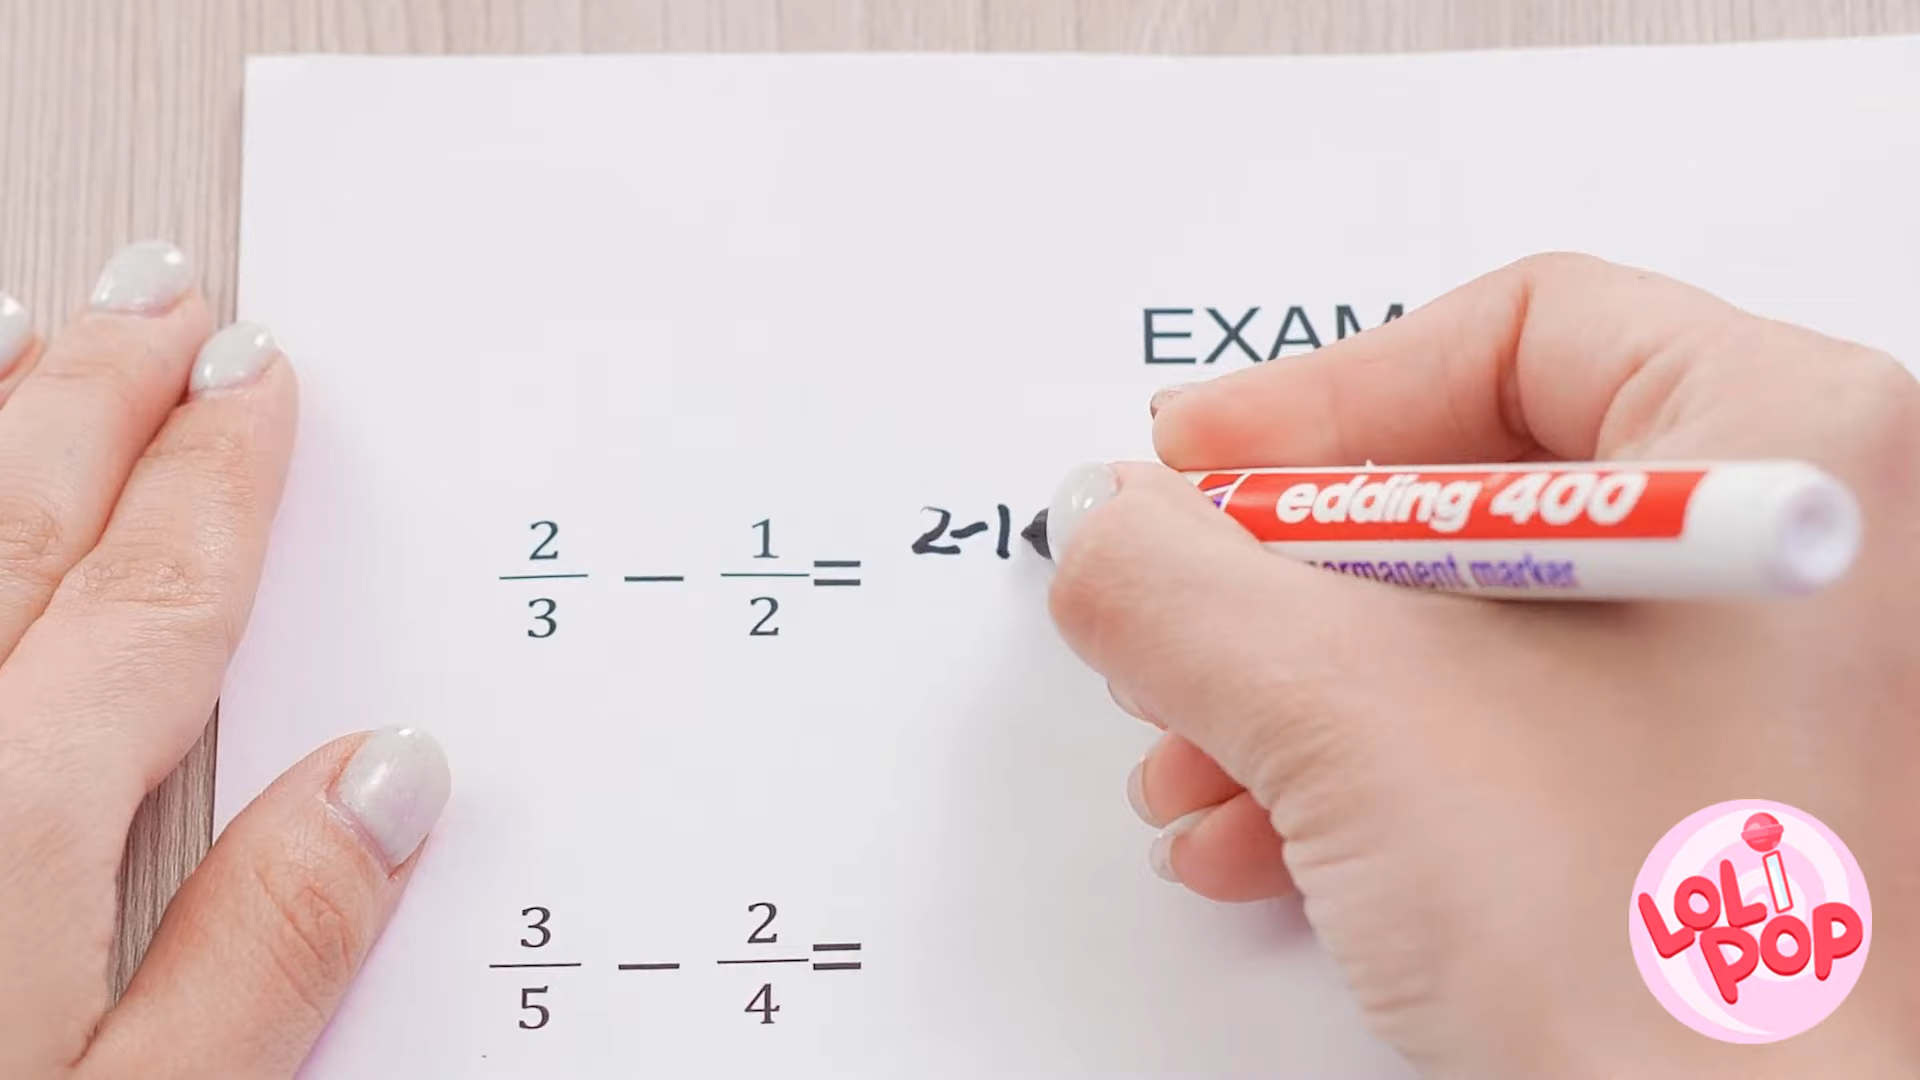 EXAM
2/3 − 1/2 = 2-1
edding 400
permanent marker
3/5 − 2/4 =
LOLIPOP